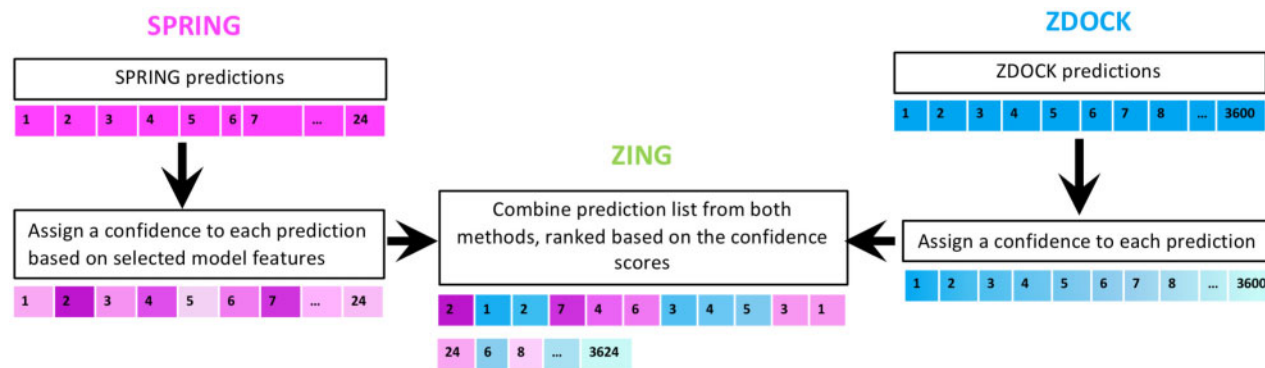 SPRING
SPRING predictions
1 2 3 4 5 6 7 ... 24
Assign a confidence to each prediction
based on selected model features
1 2 3 4 5 6 7 ... 24
ZING
Combine prediction list from both
methods, ranked based on the confidence
scores
2 1 2 7 4 6 3 4 5 3 1
24 6 8 ... 3624
ZDOCK
ZDOCK predictions
1 2 3 4 5 6 7 8 ... 3600
Assign a confidence to each prediction
1 2 3 4 5 6 7 8 ... 3600